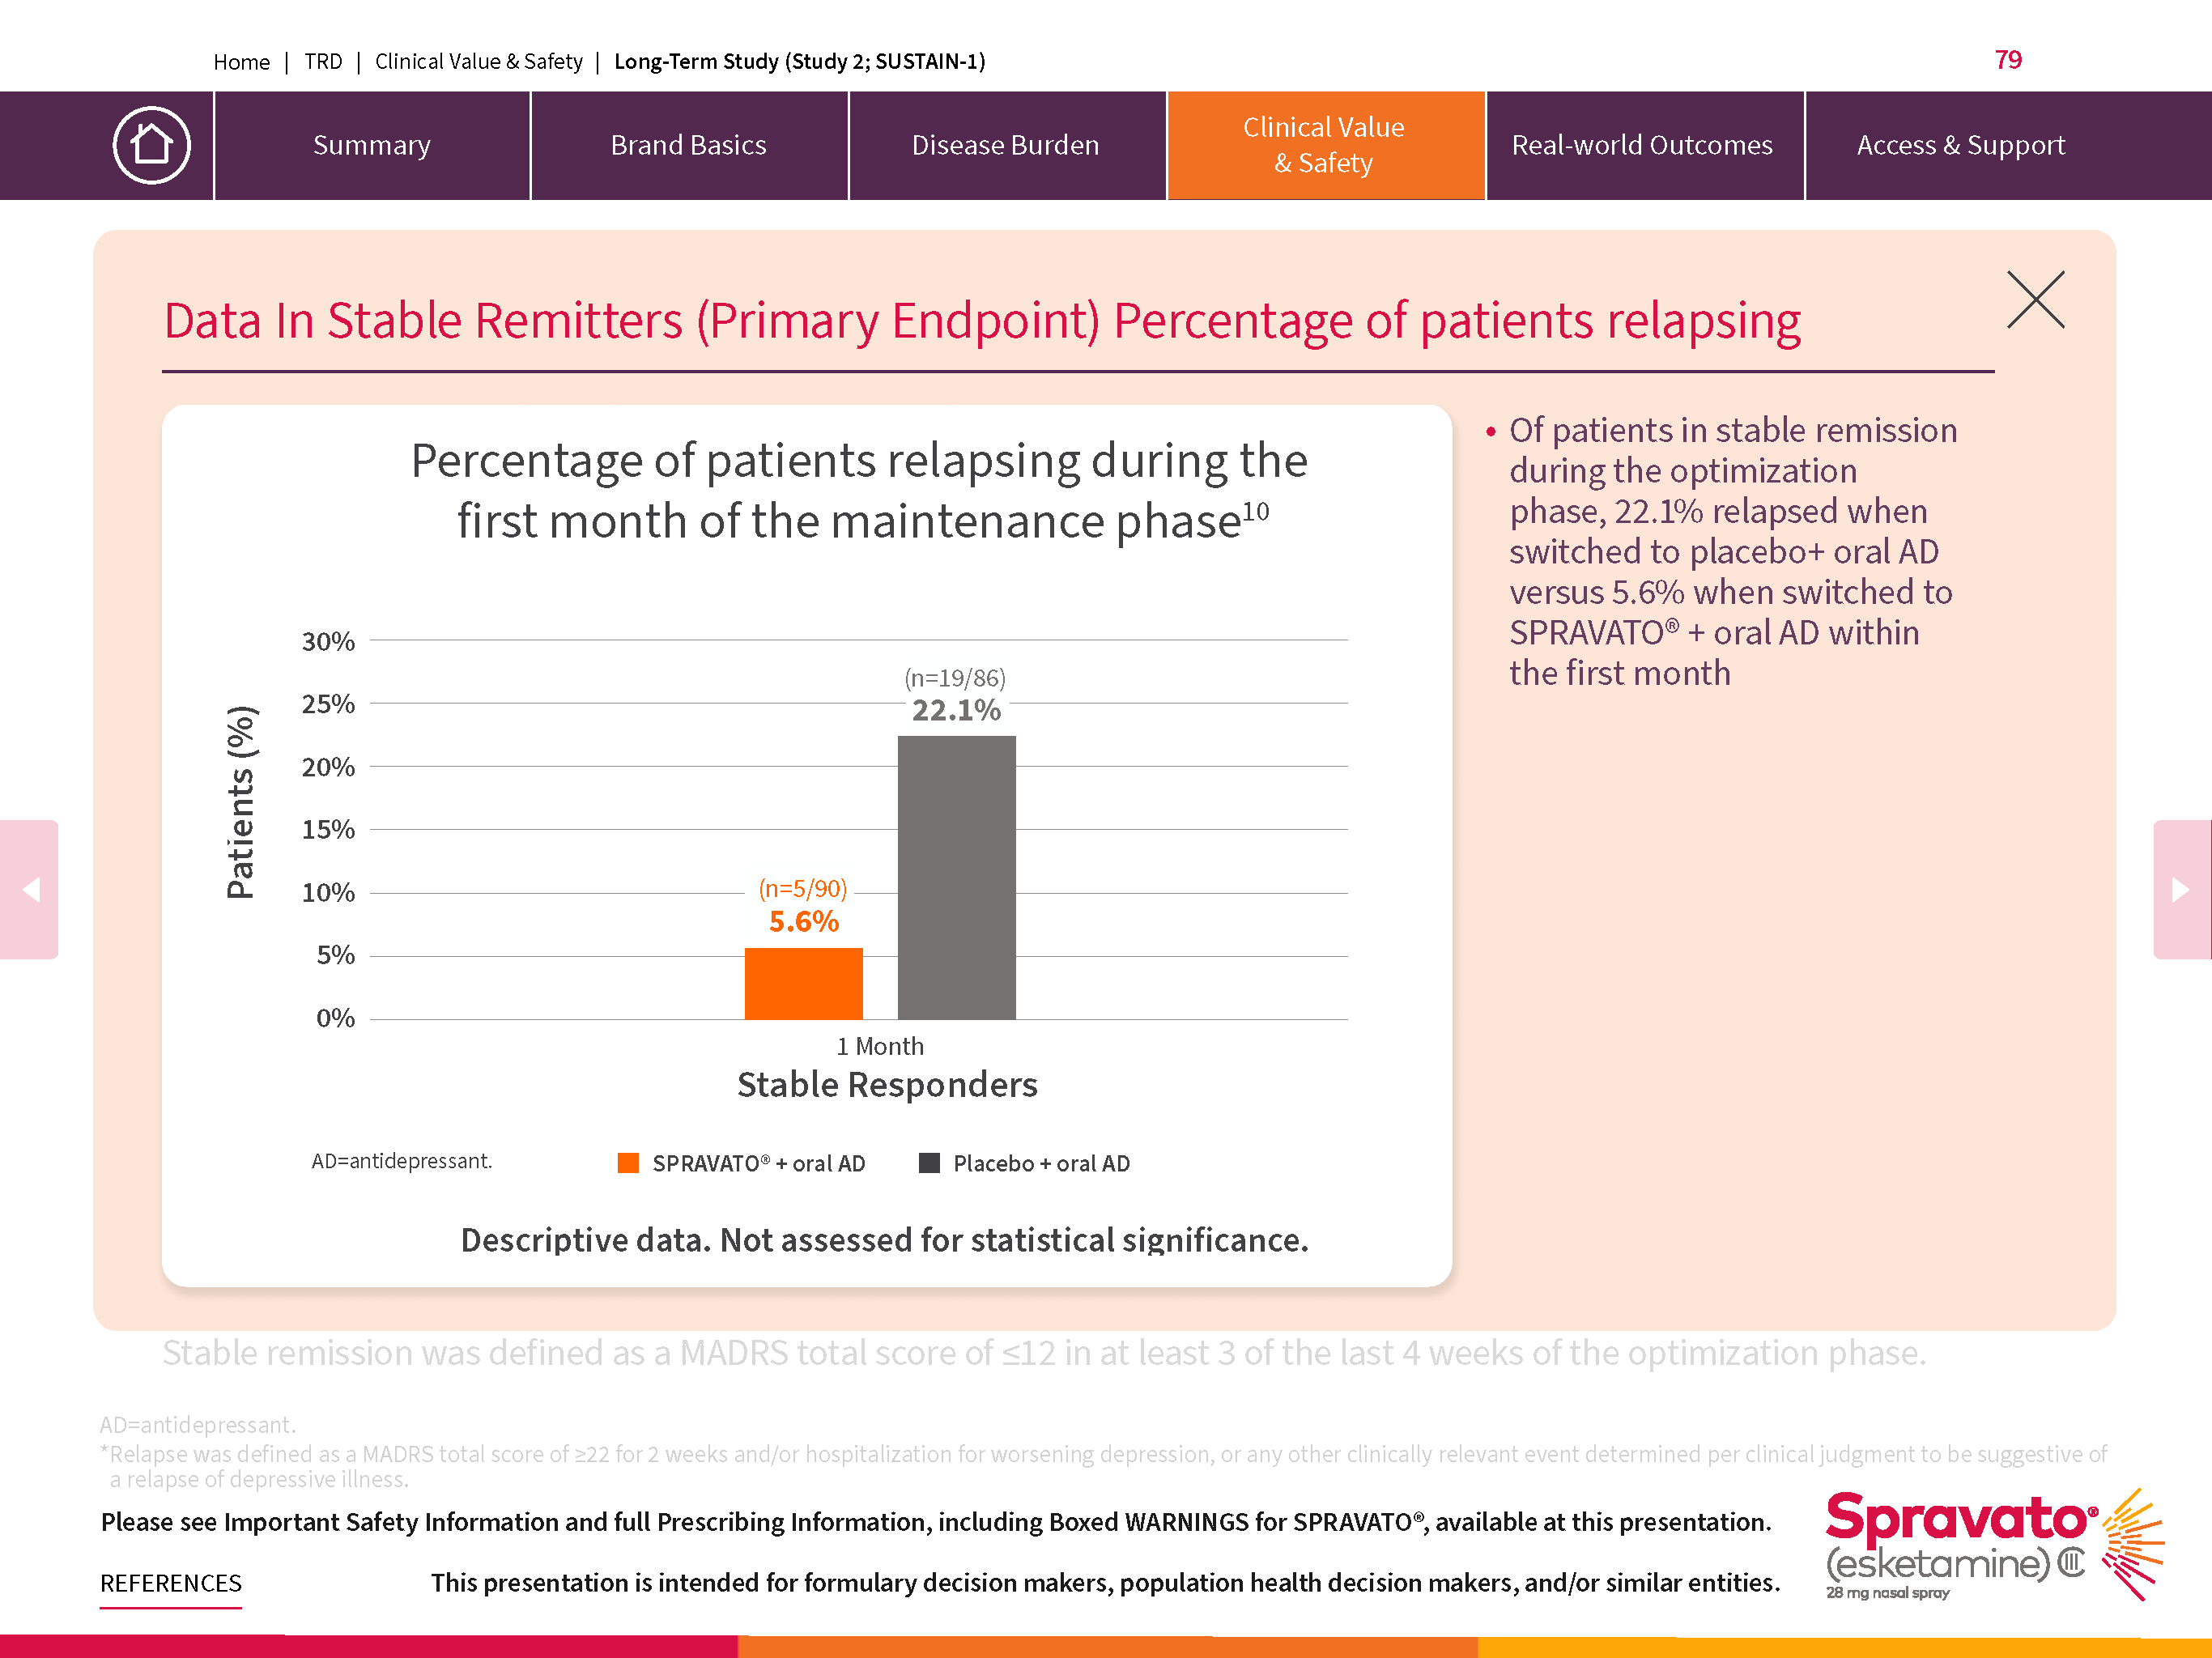 Home | TRD | Clinical Value & Safety | Long-Term Study (Study 2; SUSTAIN-1)
79
Summary
Brand Basics
Disease Burden
Clinical Value
& Safety
Real-world Outcomes
Access & Support
Data In Stable Remitters (Primary Endpoint) Percentage of patients relapsing
Percentage of patients relapsing during the
first month of the maintenance phase10
30%
25%
20%
15%
10%
5%
0%
Patients (%)
(n=19/86)
22.1%
(n=5/90)
5.6%
1 Month
Stable Responders
AD=antidepressant.
SPRAVATO® + oral AD
Placebo + oral AD
Descriptive data. Not assessed for statistical significance.
• Of patients in stable remission
during the optimization
phase, 22.1% relapsed when
switched to placebo+ oral AD
versus 5.6% when switched to
SPRAVATO® + oral AD within
the first month
Stable remission was defined as a MADRS total score of ≤12 in at least 3 of the last 4 weeks of the optimization phase.
AD=antidepressant.
*Relapse was defined as a MADRS total score of ≥22 for 2 weeks and/or hospitalization for worsening depression, or any other clinically relevant event determined per clinical judgment to be suggestive of
a relapse of depressive illness.
Please see Important Safety Information and full Prescribing Information, including Boxed WARNINGS for SPRAVATO®, available at this presentation.
REFERENCES
This presentation is intended for formulary decision makers, population health decision makers, and/or similar entities.
Spravato®
(esketamine) CIII
28 mg nasal spray